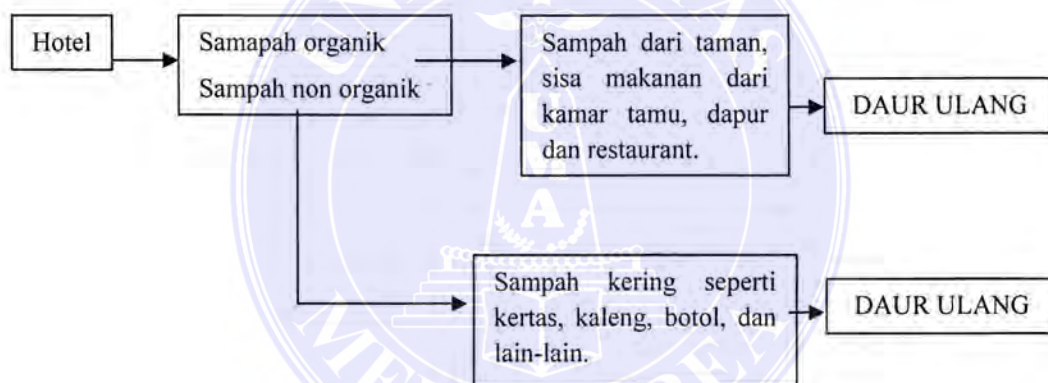 Hotel
Samapah organik
Sampah non organik
Sampah dari taman,
sisa makanan dari
kamar tamu, dapur
dan restaurant.
DAUR ULANG
Sampah kering seperti
kertas, kaleng, botol, dan
lain-lain.
DAUR ULANG